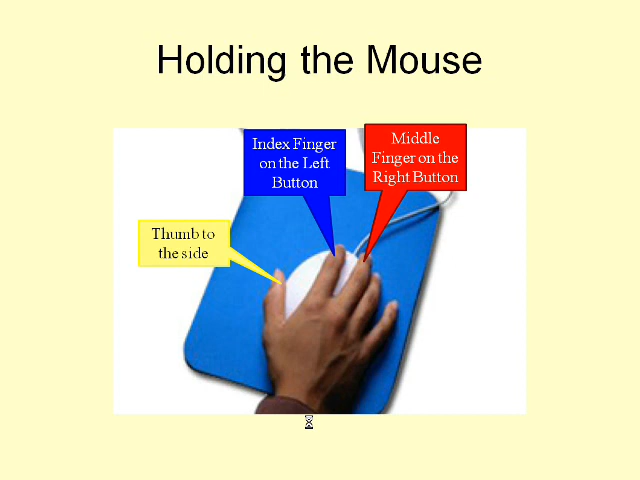 Holding the Mouse
Index Finger
on the Left
Button
Middle
Finger on the
Right Button
Thumb to
the side